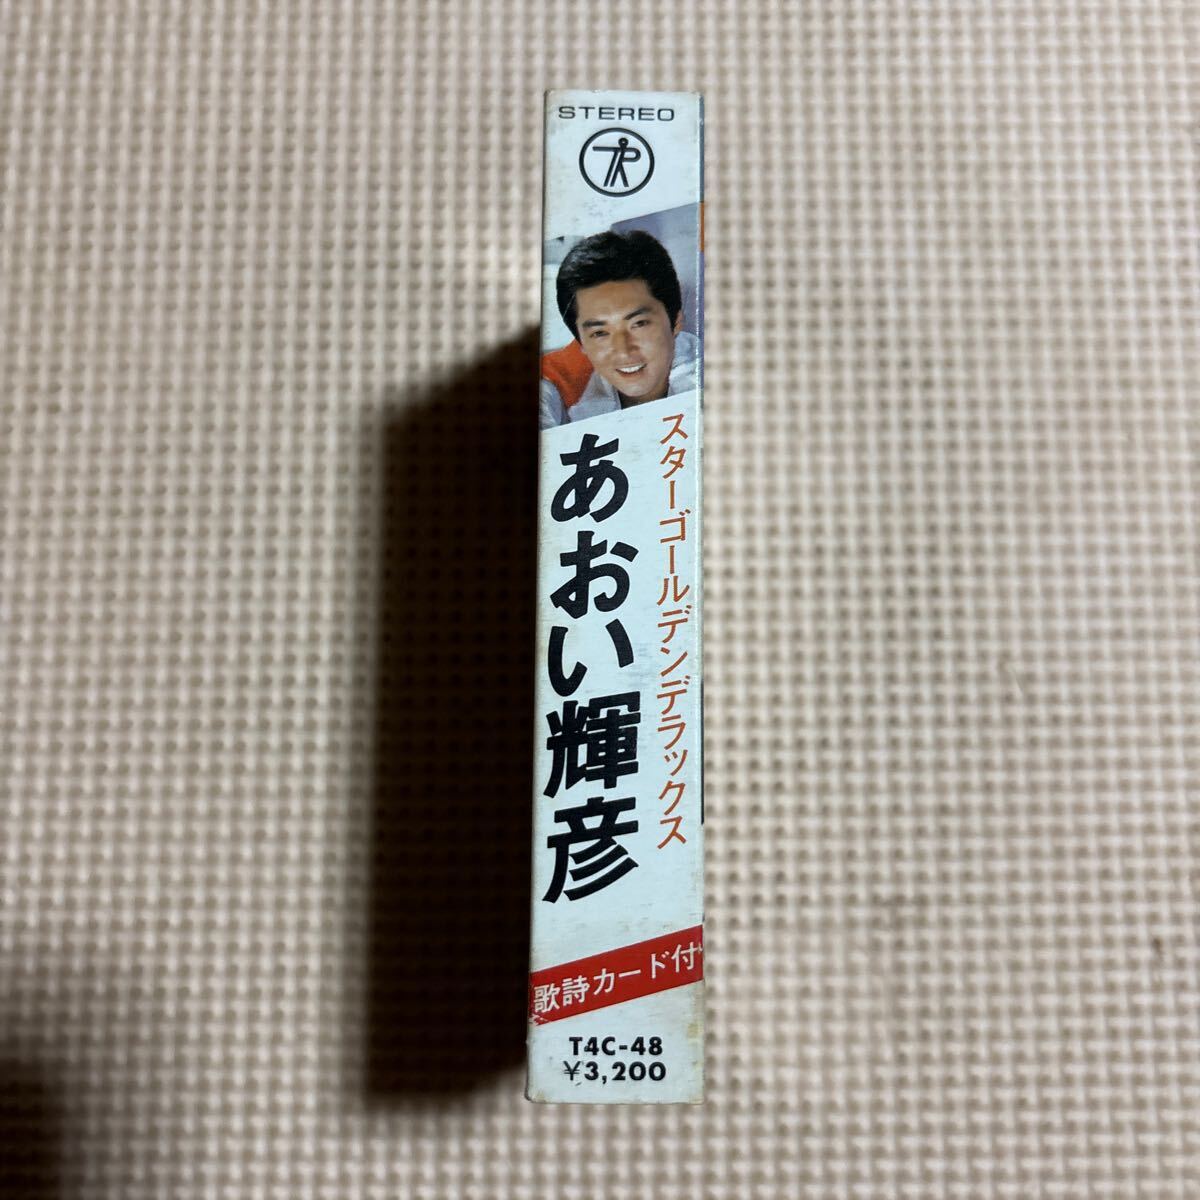 STEREO
TR
スターゴールデンデラックス
あおい輝彦
歌詩カード付
T4C-48
¥3,200